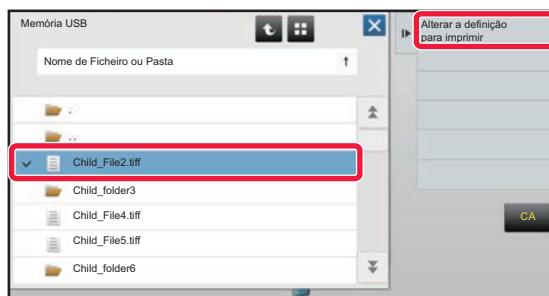 Memória USB
Nome de Ficheiro ou Pasta
.
..
Child_File2.tiff
Child_folder3
Child_File4.tiff
Child_File5.tiff
Child_folder6
Alterar a definição
para imprimir
CA